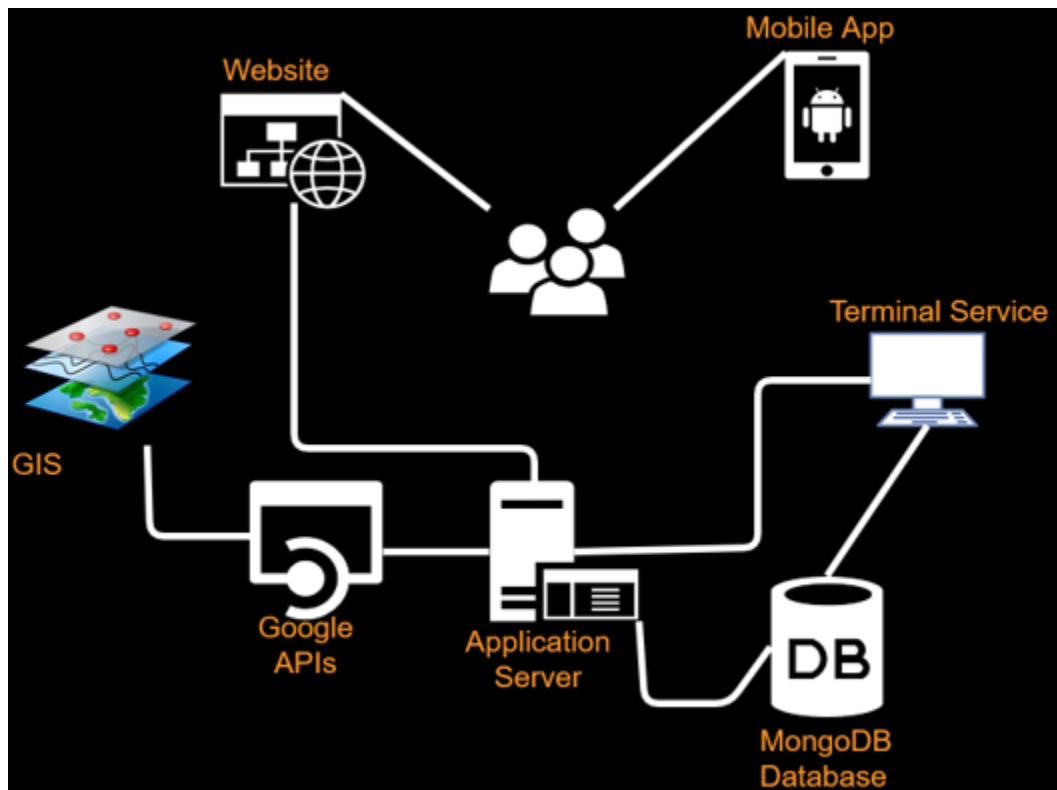 Mobile App
Website
Terminal Service
GIS
Google
APIs
Application
Server
DB
MongoDB
Database